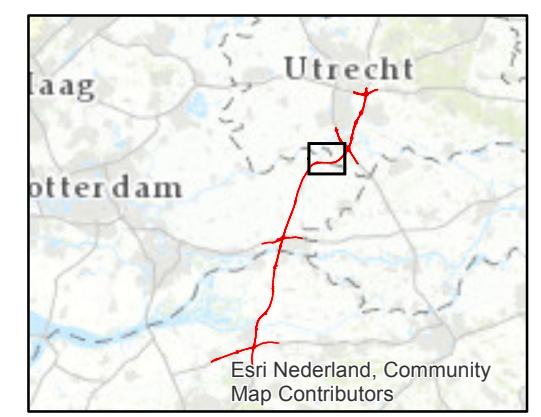 Utrecht
laag
otterdam
Esri Nederland, Community
Map Contributors